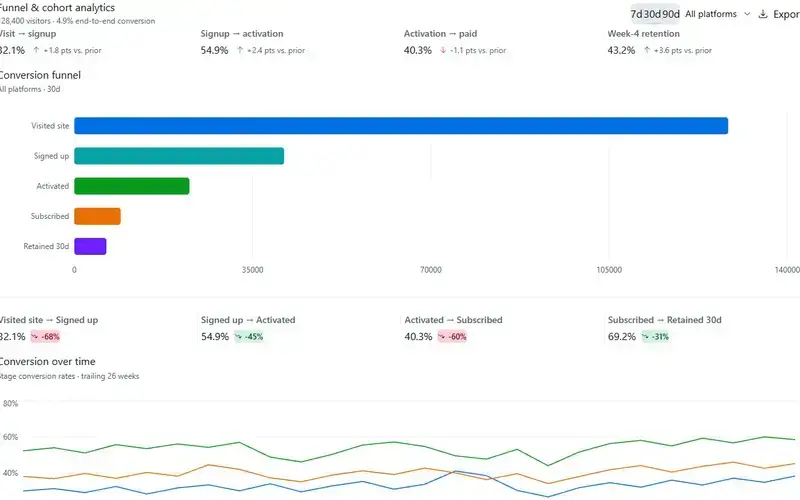 Funnel & cohort analytics
128,400 visitors · 4.9% end-to-end conversion
7d 30d 90d All platforms Expor
Visit → signup Signup → activation Activation → paid Week-4 retention
32.1% ↑ +1.8 pts vs. prior 54.9% ↑ +2.4 pts vs. prior 40.3% ↓ -1.1 pts vs. prior 43.2% ↑ +3.6 pts vs. prior
Conversion funnel
All platforms · 30d
Visited site
Signed up
Activated
Subscribed
Retained 30d
0 35000 70000 105000 140000
Visited site → Signed up Signed up → Activated Activated → Subscribed Subscribed → Retained 30d
32.1% -68% 54.9% -45% 40.3% -60% 69.2% -31%
Conversion over time
Stage conversion rates · trailing 26 weeks
80%
60%
40%